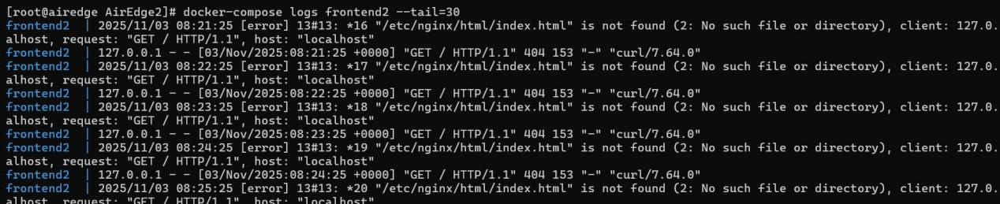 [root@airedge AirEdge2]# docker-compose logs frontend2 --tail=30
frontend2  | 2025/11/03 08:21:25 [error] 13#13: *16 "/etc/nginx/html/index.html" is not found (2: No such file or directory), client: 127.0.
alhost, request: "GET / HTTP/1.1", host: "localhost"
frontend2  | 127.0.0.1 - - [03/Nov/2025:08:21:25 +0000] "GET / HTTP/1.1" 404 153 "-" "curl/7.64.0"
frontend2  | 2025/11/03 08:22:25 [error] 13#13: *17 "/etc/nginx/html/index.html" is not found (2: No such file or directory), client: 127.0.
alhost, request: "GET / HTTP/1.1", host: "localhost"
frontend2  | 127.0.0.1 - - [03/Nov/2025:08:22:25 +0000] "GET / HTTP/1.1" 404 153 "-" "curl/7.64.0"
frontend2  | 2025/11/03 08:23:25 [error] 13#13: *18 "/etc/nginx/html/index.html" is not found (2: No such file or directory), client: 127.0.
alhost, request: "GET / HTTP/1.1", host: "localhost"
frontend2  | 127.0.0.1 - - [03/Nov/2025:08:23:25 +0000] "GET / HTTP/1.1" 404 153 "-" "curl/7.64.0"
frontend2  | 2025/11/03 08:24:25 [error] 13#13: *19 "/etc/nginx/html/index.html" is not found (2: No such file or directory), client: 127.0.
alhost, request: "GET / HTTP/1.1", host: "localhost"
frontend2  | 127.0.0.1 - - [03/Nov/2025:08:24:25 +0000] "GET / HTTP/1.1" 404 153 "-" "curl/7.64.0"
frontend2  | 2025/11/03 08:25:25 [error] 13#13: *20 "/etc/nginx/html/index.html" is not found (2: No such file or directory), client: 127.0.
alhost, request: "GET / HTTP/1.1", host: "localhost"